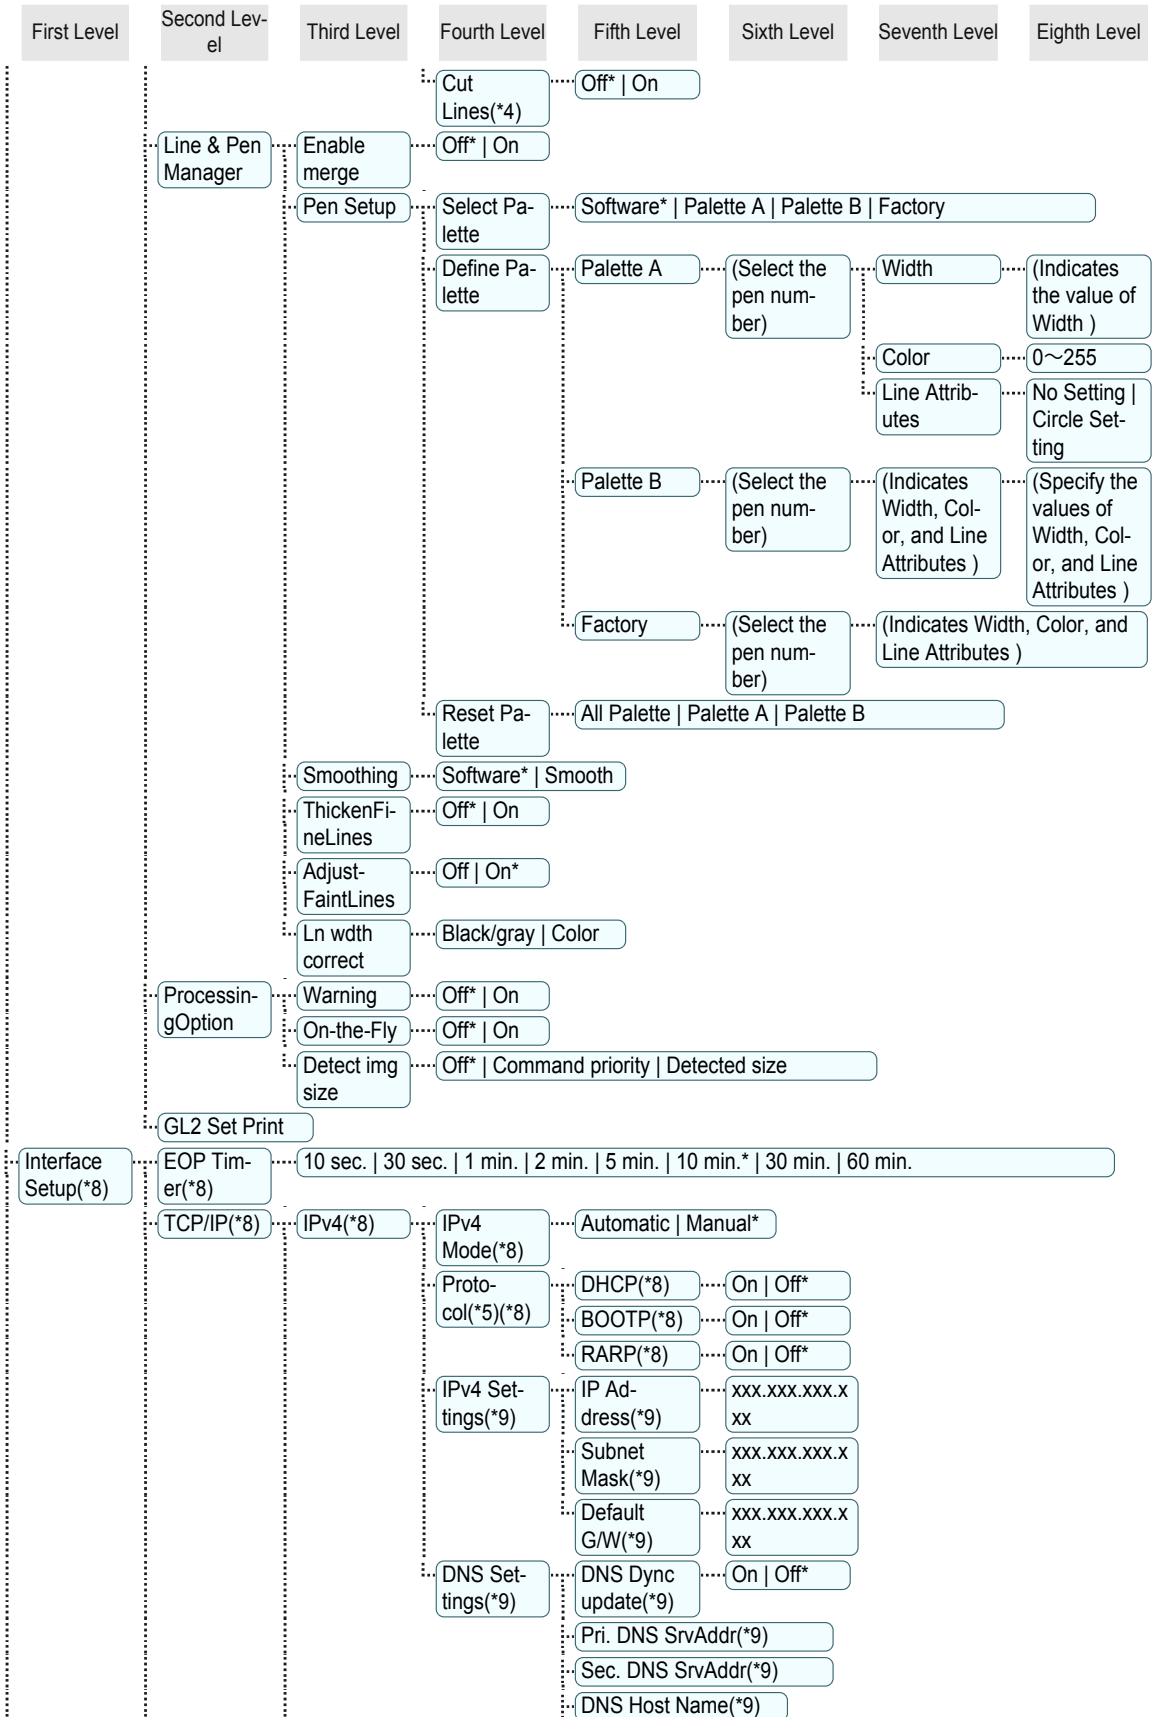 First Level
Second Lev-
el
Third Level
Fourth Level
Fifth Level
Sixth Level
Seventh Level
Eighth Level
Cut
Lines(*4)
Off* | On
Line & Pen
Manager
Enable
merge
Off* | On
Pen Setup
Select Pa-
lette
Software* | Palette A | Palette B | Factory
Define Pa-
lette
Palette A
(Select the
pen num-
ber)
Width
(Indicates
the value of
Width )
Color
0～255
Line Attrib-
utes
No Setting |
Circle Set-
ting
Palette B
(Select the
pen num-
ber)
(Indicates
Width, Col-
or, and Line
Attributes )
(Specify the
values of
Width, Col-
or, and Line
Attributes )
Factory
(Select the
pen num-
ber)
(Indicates Width, Color, and
Line Attributes )
Reset Pa-
lette
All Palette | Palette A | Palette B
Smoothing
Software* | Smooth
ThickenFi-
neLines
Off* | On
Adjust-
FaintLines
Off | On*
Ln wdth
correct
Black/gray | Color
Processin-
gOption
Warning
Off* | On
On-the-Fly
Off* | On
Detect img
size
Off* | Command priority | Detected size
GL2 Set Print
Interface
Setup(*8)
EOP Tim-
er(*8)
10 sec. | 30 sec. | 1 min. | 2 min. | 5 min. | 10 min.* | 30 min. | 60 min.
TCP/IP(*8)
IPv4(*8)
IPv4
Mode(*8)
Automatic | Manual*
Proto-
col(*5)(*8)
DHCP(*8)
On | Off*
BOOTP(*8)
On | Off*
RARP(*8)
On | Off*
IPv4 Set-
tings(*9)
IP Ad-
dress(*9)
xxx.xxx.xxx.x
xx
Subnet
Mask(*9)
xxx.xxx.xxx.x
xx
Default
G/W(*9)
xxx.xxx.xxx.x
xx
DNS Set-
tings(*9)
DNS Dync
update(*9)
On | Off*
Pri. DNS SrvAddr(*9)
Sec. DNS SrvAddr(*9)
DNS Host Name(*9)